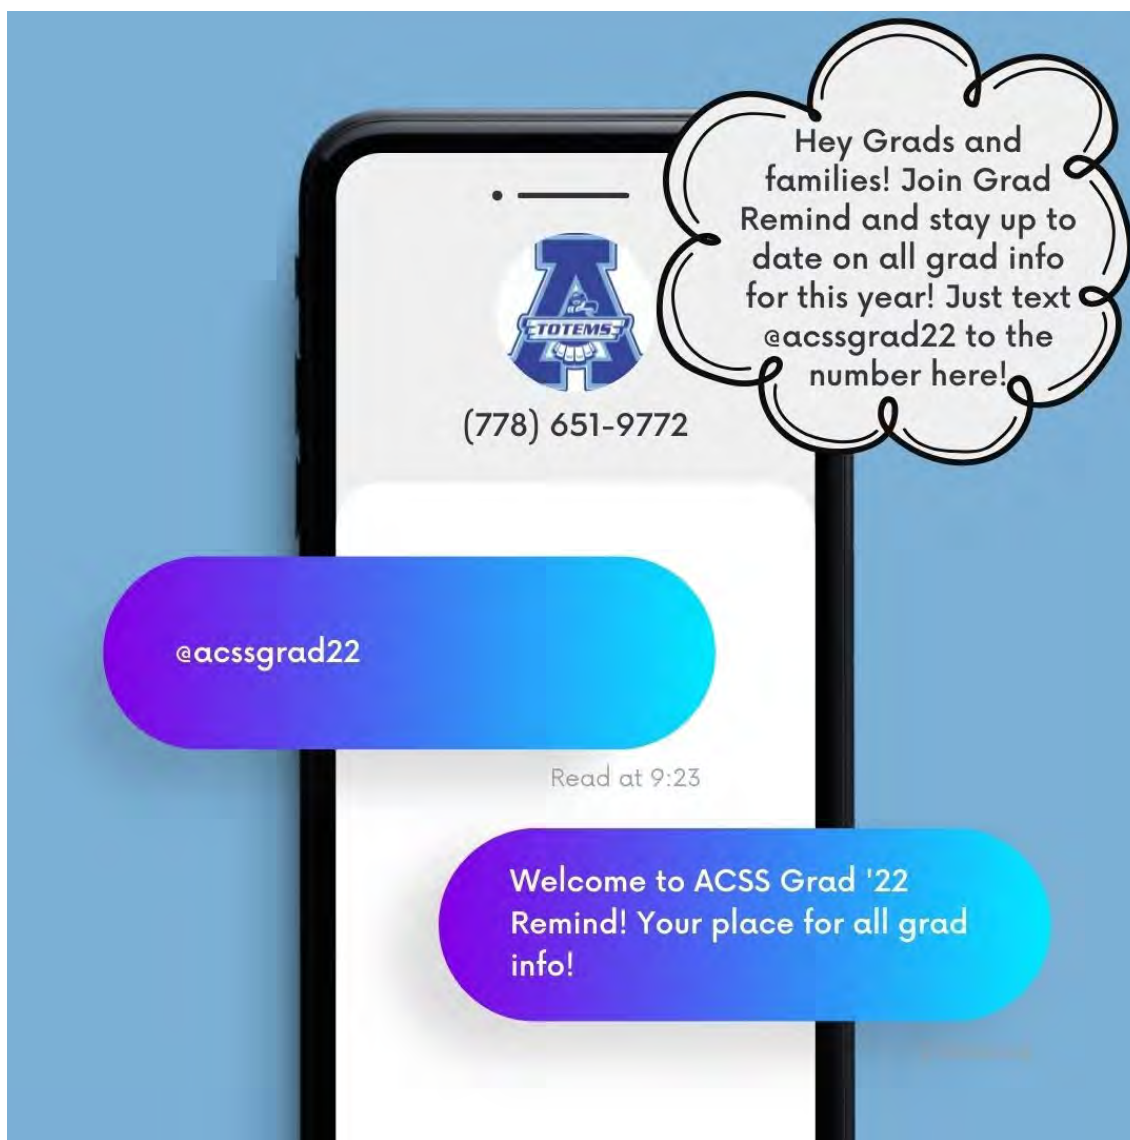 Hey Grads and
families! Join Grad
Remind and stay up to
date on all grad info
for this year! Just text
@acssgrad22 to the
number here!
TOTEMS
(778) 651-9772
@acssgrad22
Read at 9:23
Welcome to ACSS Grad '22
Remind! Your place for all grad
info!